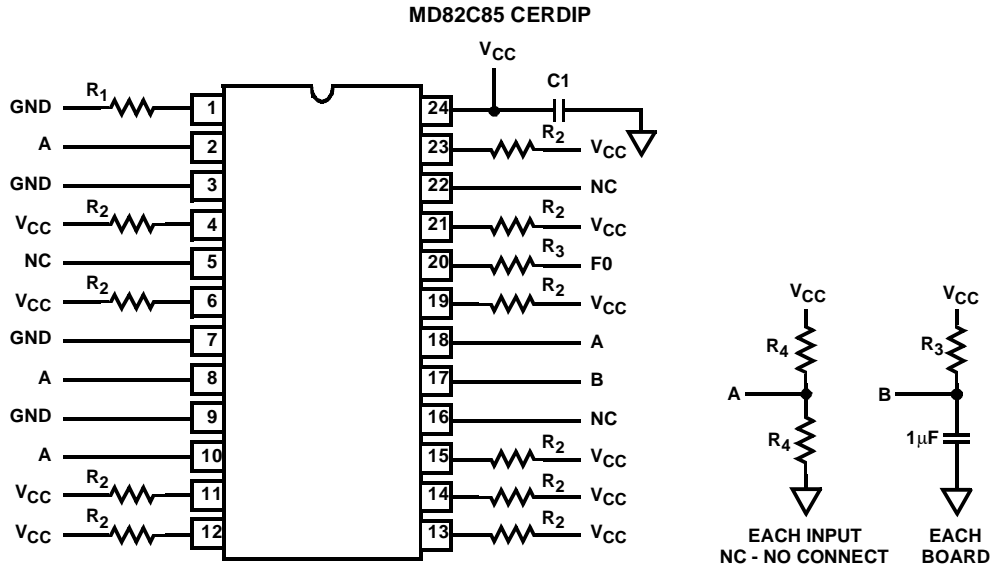 MD82C85 CERDIP
VCC
C1
GND R1 1
A 2
GND 3
VCC R2 4
NC 5
VCC R2 6
GND 7
A 8
GND 9
A 10
VCC R2 11
VCC R2 12
24
23 R2 VCC
22 NC
21 R2 VCC
20 R3 F0
19 R2 VCC
18 A
17 B
16 NC
15 R2 VCC
14 R2 VCC
13 R2 VCC
VCC
R4
A
R4
EACH INPUT
NC - NO CONNECT
VCC
R3
B
1μF
EACH
BOARD